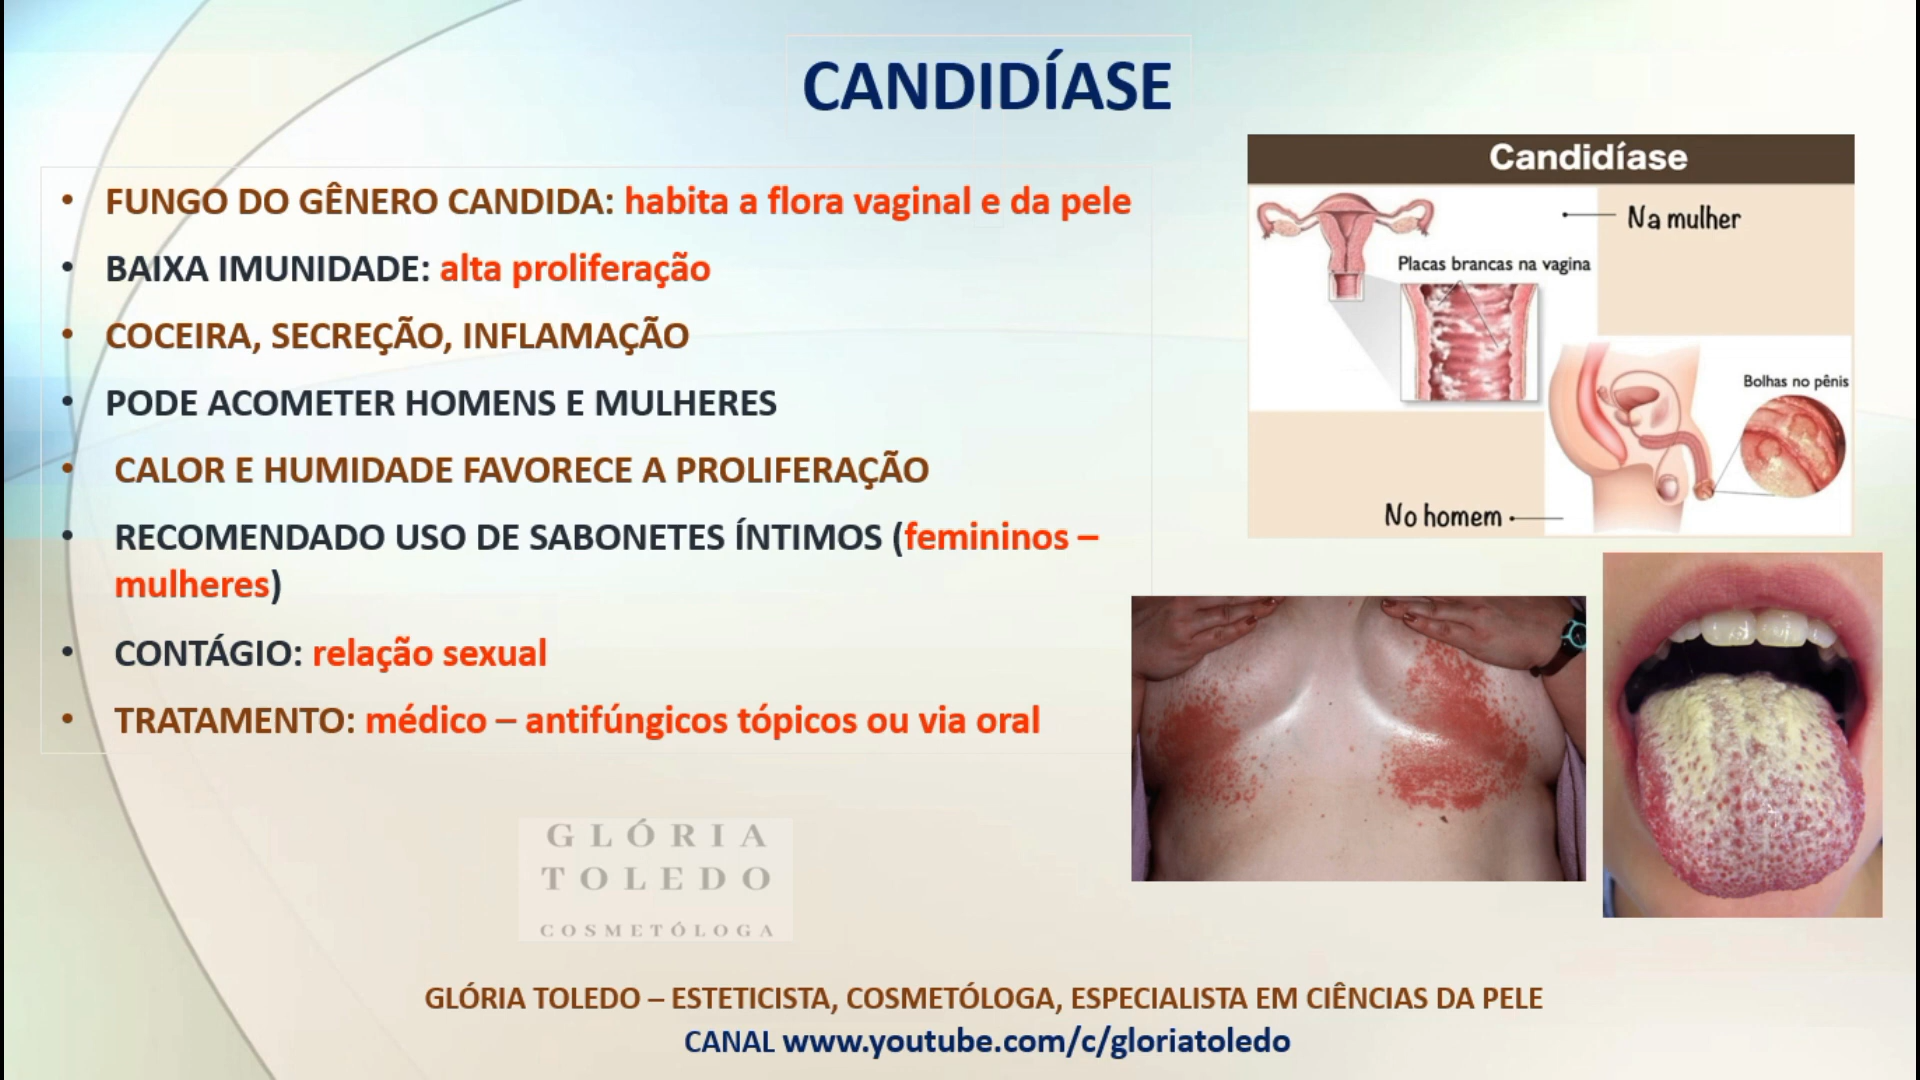 CANDIDÍASE
• FUNGO DO GÊNERO CANDIDA: habita a flora vaginal e da pele
• BAIXA IMUNIDADE: alta proliferação
• COCEIRA, SECREÇÃO, INFLAMAÇÃO
• PODE ACOMETER HOMENS E MULHERES
• CALOR E HUMIDADE FAVORECE A PROLIFERAÇÃO
• RECOMENDADO USO DE SABONETES ÍNTIMOS (femininos –
mulheres)
• CONTÁGIO: relação sexual
• TRATAMENTO: médico – antifúngicos tópicos ou via oral
Candidíase
Na mulher
Placas brancas na vagina
Bolhas no pênis
No homem
GLÓRIA
TOLEDO
COSMETÓLOGA
GLÓRIA TOLEDO – ESTETICISTA, COSMETÓLOGA, ESPECIALISTA EM CIÊNCIAS DA PELE
CANAL www.youtube.com/c/gloriatoledo